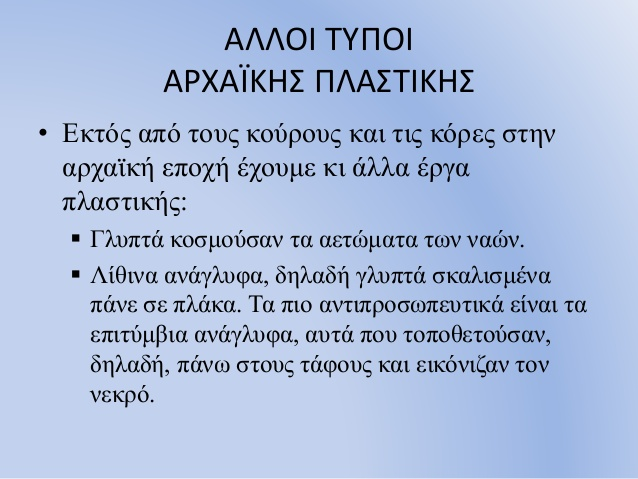 ΑΛΛΟΙ ΤΥΠΟΙ
ΑΡΧΑΪΚΗΣ ΠΛΑΣΤΙΚΗΣ
• Εκτός από τους κούρους και τις κόρες στην
αρχαϊκή εποχή έχουμε κι άλλα έργα
πλαστικής:
▪ Γλυπτά κοσμούσαν τα αετώματα των ναών.
▪ Λίθινα ανάγλυφα, δηλαδή γλυπτά σκαλισμένα
πάνε σε πλάκα. Τα πιο αντιπροσωπευτικά είναι τα
επιτύμβια ανάγλυφα, αυτά που τοποθετούσαν,
δηλαδή, πάνω στους τάφους και εικόνιζαν τον
νεκρό.